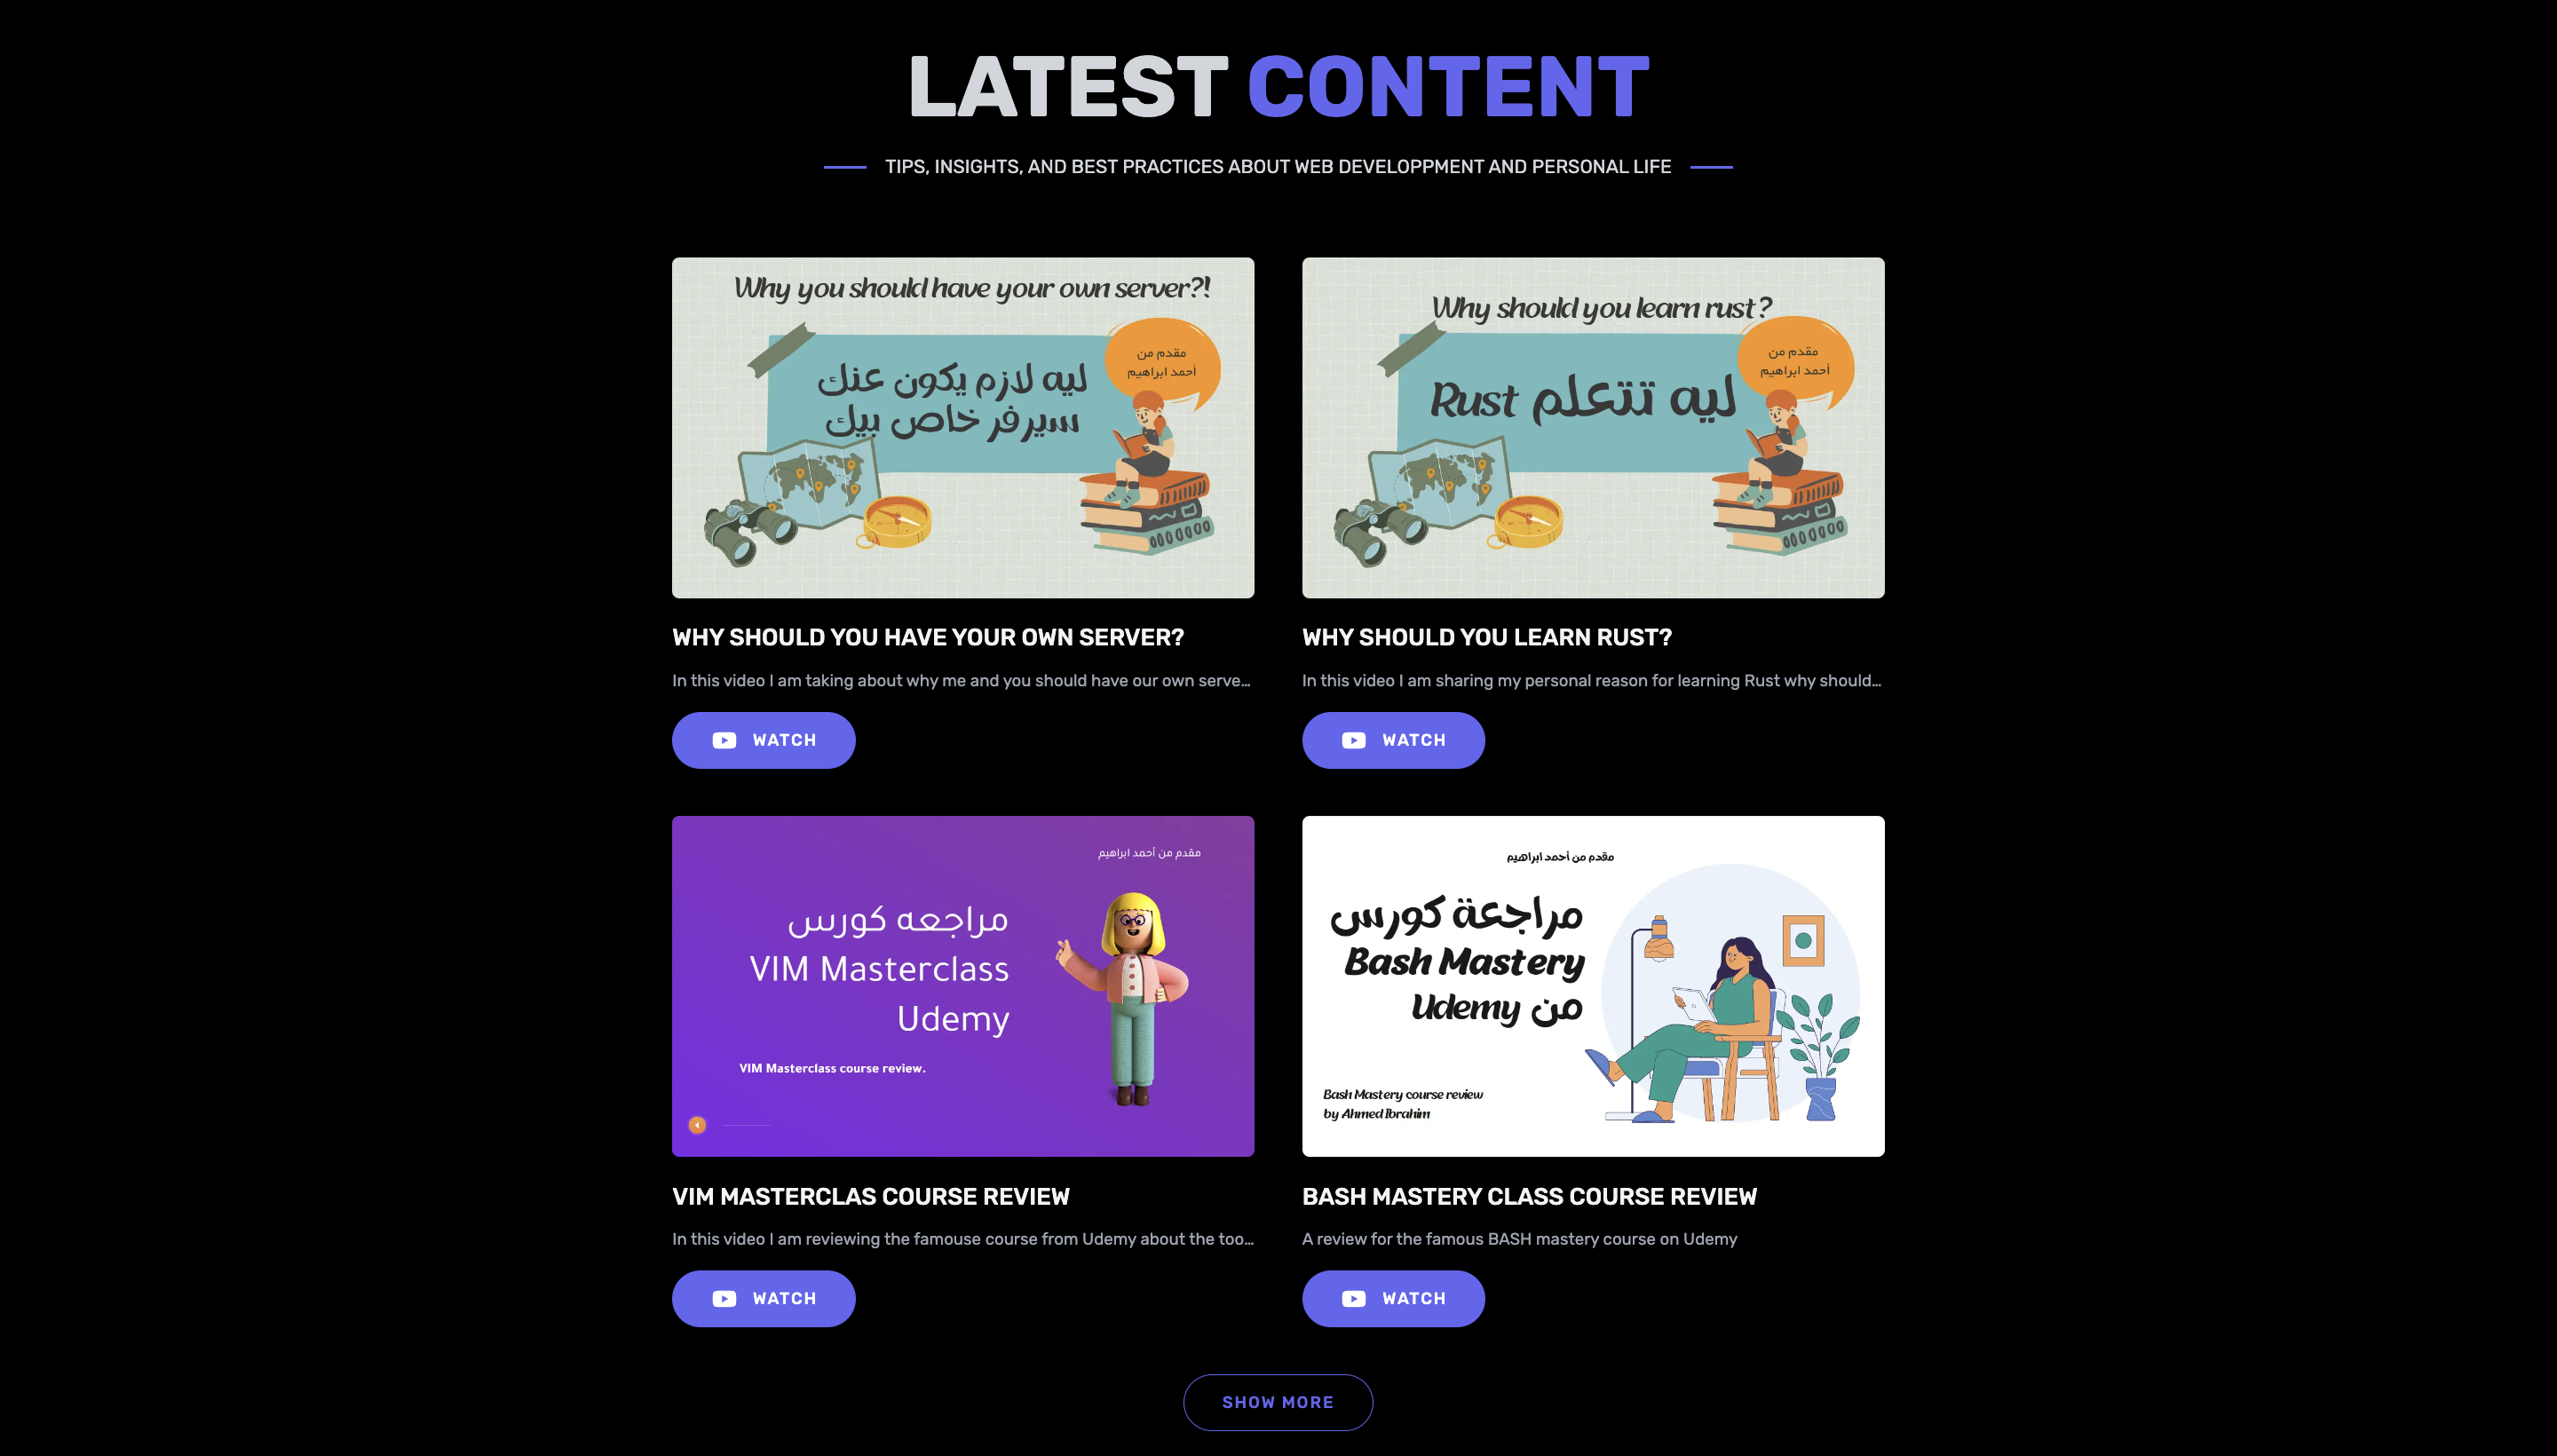 LATEST CONTENT
TIPS, INSIGHTS, AND BEST PRACTICES ABOUT WEB DEVELOPPMENT AND PERSONAL LIFE
Why you should have your own server?!
مقدم من
أحمد ابراهيم
ليه لازم يكون عنك
سيرفر خاص بيك
WHY SHOULD YOU HAVE YOUR OWN SERVER?
In this video I am taking about why me and you should have our own serve...
WATCH
Why should you learn rust?
مقدم من
أحمد ابراهيم
ليه تتعلم Rust
WHY SHOULD YOU LEARN RUST?
In this video I am sharing my personal reason for learning Rust why should...
WATCH
مقدم من أحمد ابراهيم
مراجعه كورس
VIM Masterclass
Udemy
VIM Masterclass course review.
VIM MASTERCLAS COURSE REVIEW
In this video I am reviewing the famouse course from Udemy about the too...
WATCH
مقدم من أحمد ابراهيم
مراجعة كورس
Bash Mastery
من Udemy
Bash Mastery course review
by Ahmed Ibrahim
BASH MASTERY CLASS COURSE REVIEW
A review for the famous BASH mastery course on Udemy
WATCH
SHOW MORE